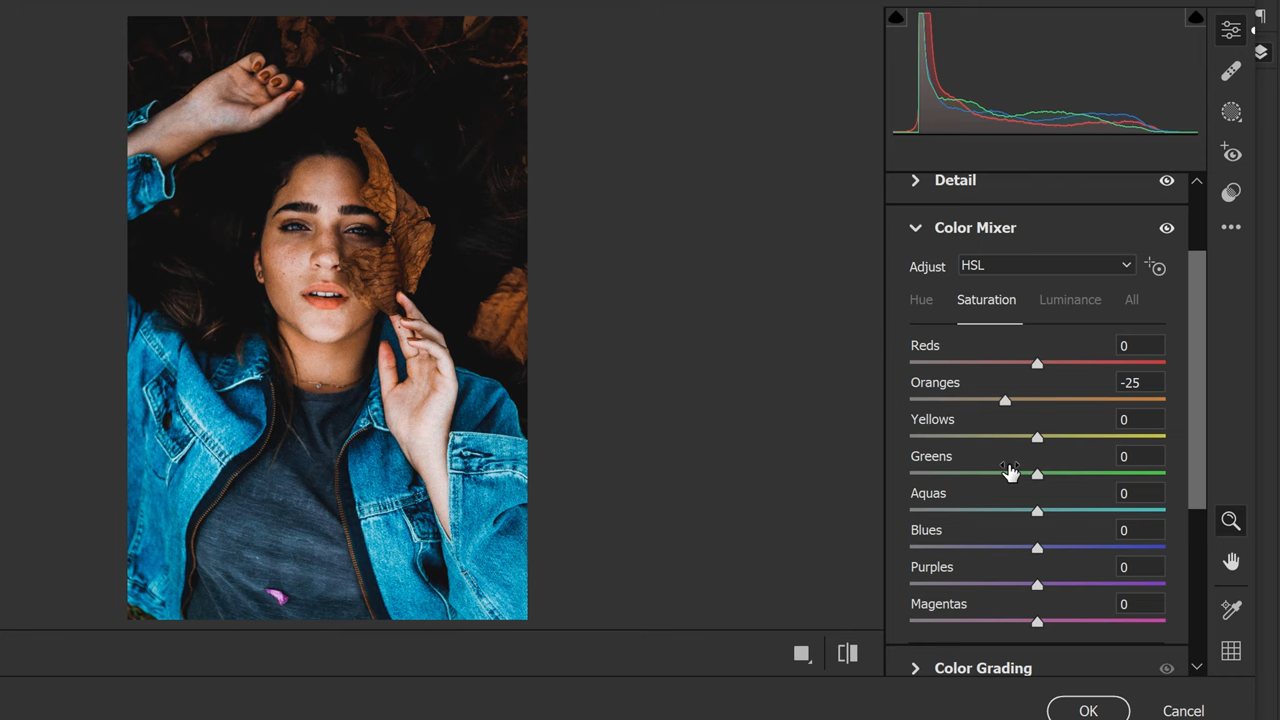 Detail
Color Mixer
Adjust HSL
Hue Saturation Luminance All
Reds 0
Oranges -25
Yellows 0
Greens 0
Aquas 0
Blues 0
Purples 0
Magentas 0
Color Grading
OK Cancel